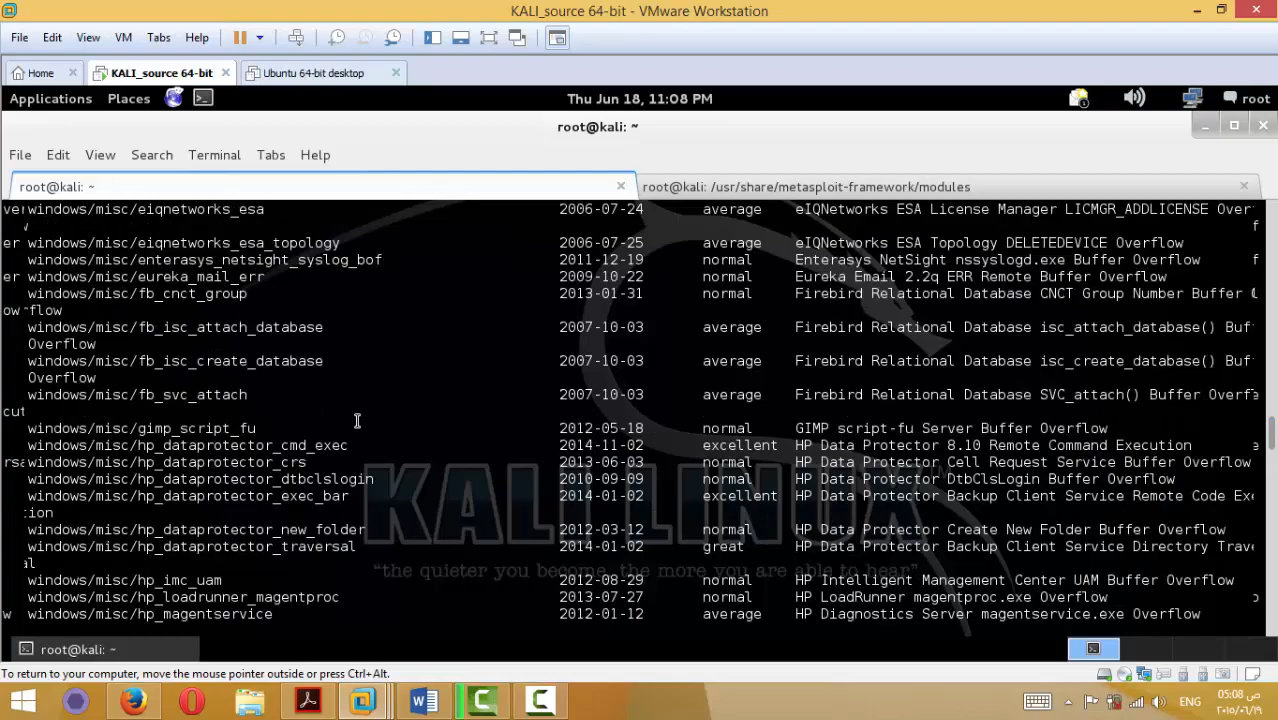 KALI_source 64-bit - VMware Workstation
File Edit View VM Tabs Help
Home KALI_source 64-bit Ubuntu 64-bit desktop
Applications Places Thu Jun 18, 11:08 PM root
root@kali: ~
File Edit View Search Terminal Tabs Help
root@kali: ~ root@kali: /usr/share/metasploit-framework/modules
windows/misc/eiqnetworks_esa 2006-07-24 average eIQNetworks ESA License Manager LICMGR_ADDLICENSE Over
windows/misc/eiqnetworks_esa_topology 2006-07-25 average eIQNetworks ESA Topology DELETEDEVICE Overflow
windows/misc/enterasys_netsight_syslog_bof 2011-12-19 normal Enterasys NetSight nssyslogd.exe Buffer Overflow
windows/misc/eureka_mail_err 2009-10-22 normal Eureka Email 2.2q ERR Remote Buffer Overflow
windows/misc/fb_cnct_group 2013-01-31 normal Firebird Relational Database CNCT Group Number Buffer
flow
windows/misc/fb_isc_attach_database 2007-10-03 average Firebird Relational Database isc_attach_database() Buf
Overflow
windows/misc/fb_isc_create_database 2007-10-03 average Firebird Relational Database isc_create_database() Buf
Overflow
windows/misc/fb_svc_attach 2007-10-03 average Firebird Relational Database SVC_attach() Buffer Overf
windows/misc/gimp_script_fu 2012-05-18 normal GIMP script-fu Server Buffer Overflow
windows/misc/hp_dataprotector_cmd_exec 2014-11-02 excellent HP Data Protector 8.10 Remote Command Execution
windows/misc/hp_dataprotector_crs 2013-06-03 normal HP Data Protector Cell Request Service Buffer Overflow
windows/misc/hp_dataprotector_dtbclslogin 2010-09-09 normal HP Data Protector DtbClsLogin Buffer Overflow
windows/misc/hp_dataprotector_exec_bar 2014-01-02 excellent HP Data Protector Backup Client Service Remote Code Exe
tion
windows/misc/hp_dataprotector_new_folder 2012-03-12 normal HP Data Protector Create New Folder Buffer Overflow
windows/misc/hp_dataprotector_traversal 2014-01-02 great HP Data Protector Backup Client Service Directory Trave
al
windows/misc/hp_imc_uam 2012-08-29 normal HP Intelligent Management Center UAM Buffer Overflow
windows/misc/hp_loadrunner_magentproc 2013-07-27 normal HP LoadRunner magentproc.exe Overflow
windows/misc/hp_magentservice 2012-01-12 average HP Diagnostics Server magentservice.exe Overflow
KALI LINUX
"the quieter you become, the more you are able to hear"
root@kali: ~
To return to your computer, move the mouse pointer outside or press Ctrl+Alt.
ENG 05:08 ص
٢٠١٥/٠٦/١٩